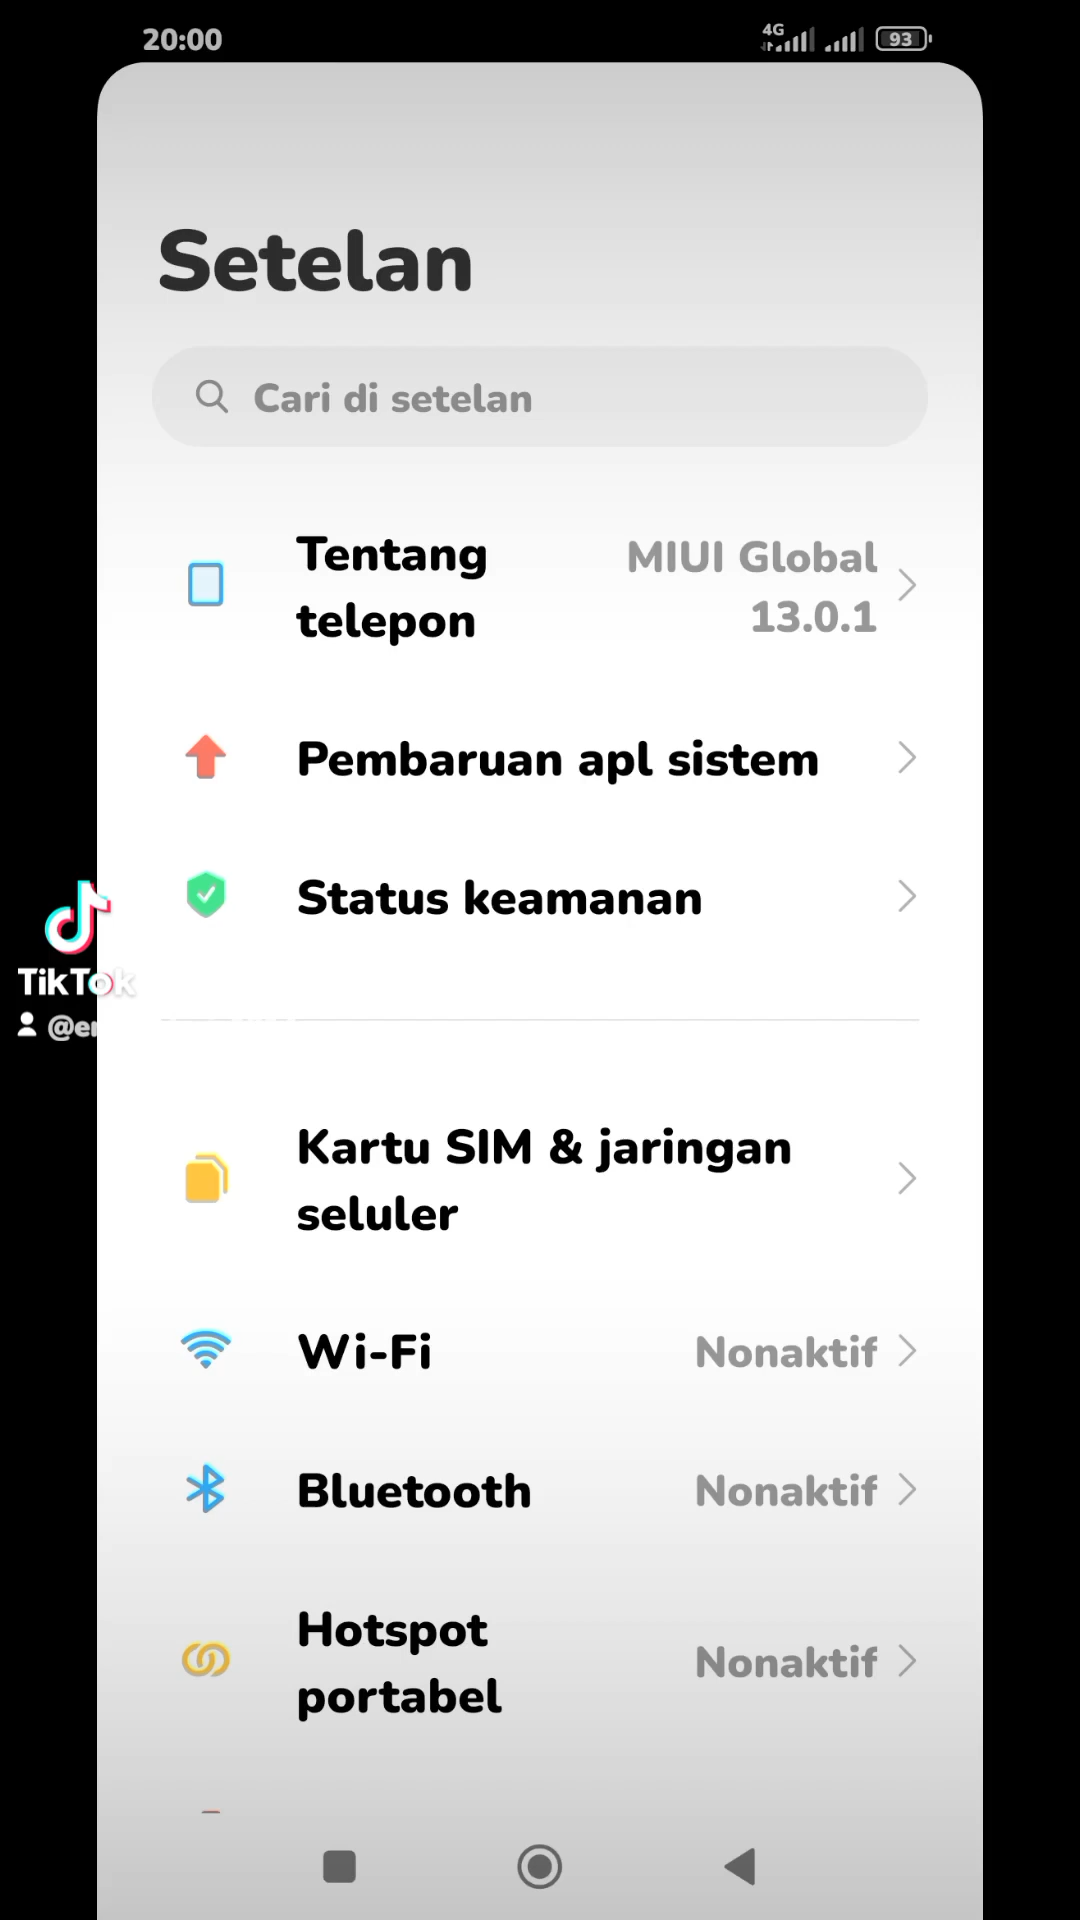 20:00
4G
93
Setelan
Cari di setelan
Tentang telepon
MIUI Global 13.0.1
Pembaruan apl sistem
Status keamanan
TikTok
Kartu SIM & jaringan seluler
Wi-Fi
Nonaktif
Bluetooth
Nonaktif
Hotspot portabel
Nonaktif